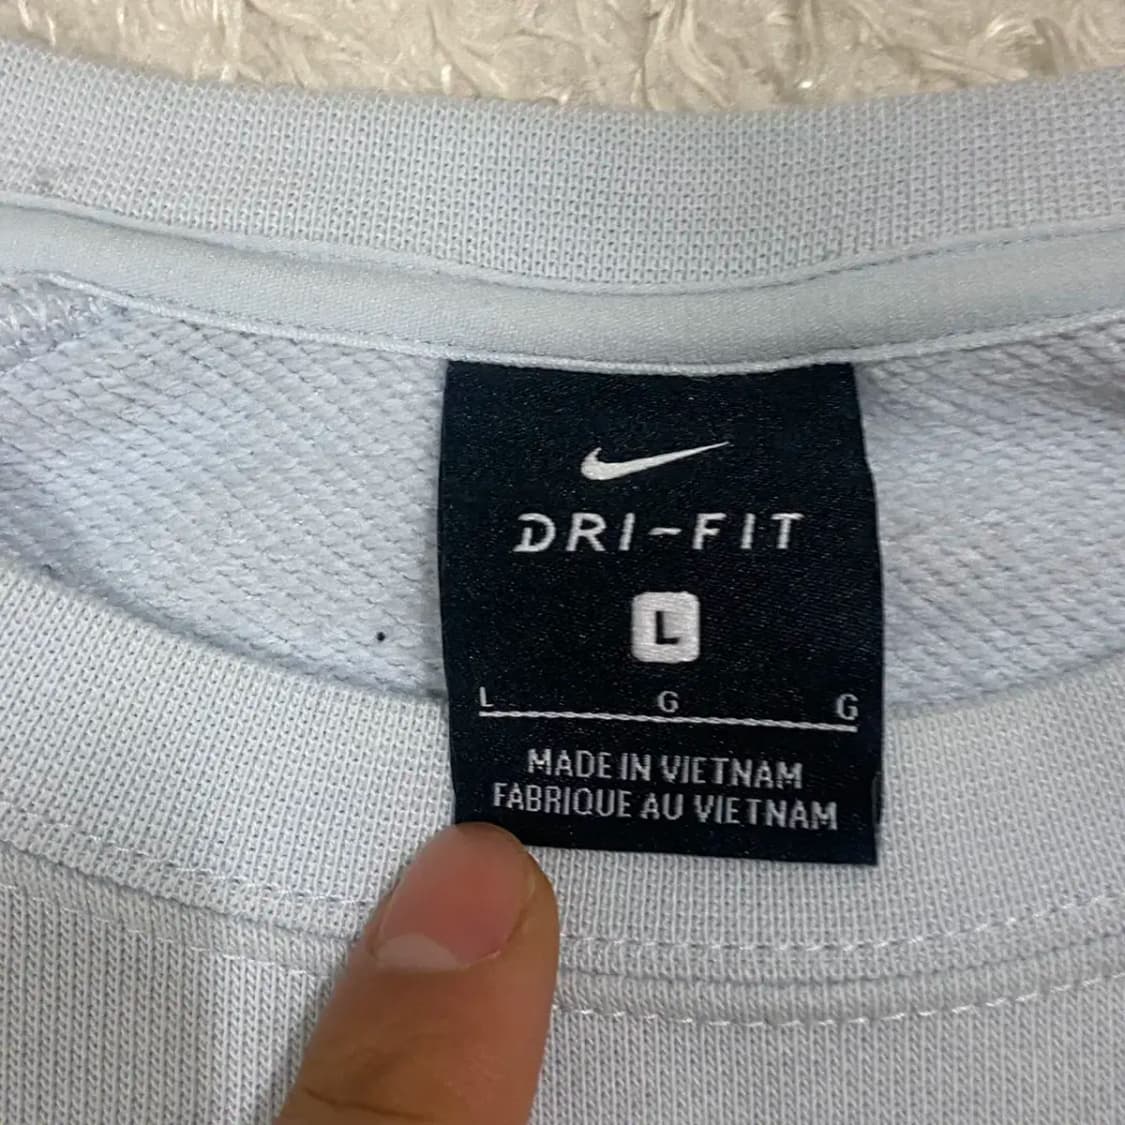 DRI-FIT
L
L G G
MADE IN VIETNAM
FABRIQUE AU VIETNAM